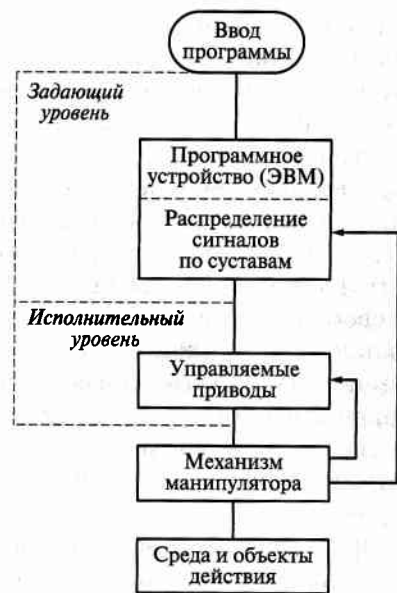 Ввод
программы
Задающий
уровень
Программное
устройство (ЭВМ)
Распределение
сигналов
по суставам
Исполнительный
уровень
Управляемые
приводы
Механизм
манипулятора
Среда и объекты
действия